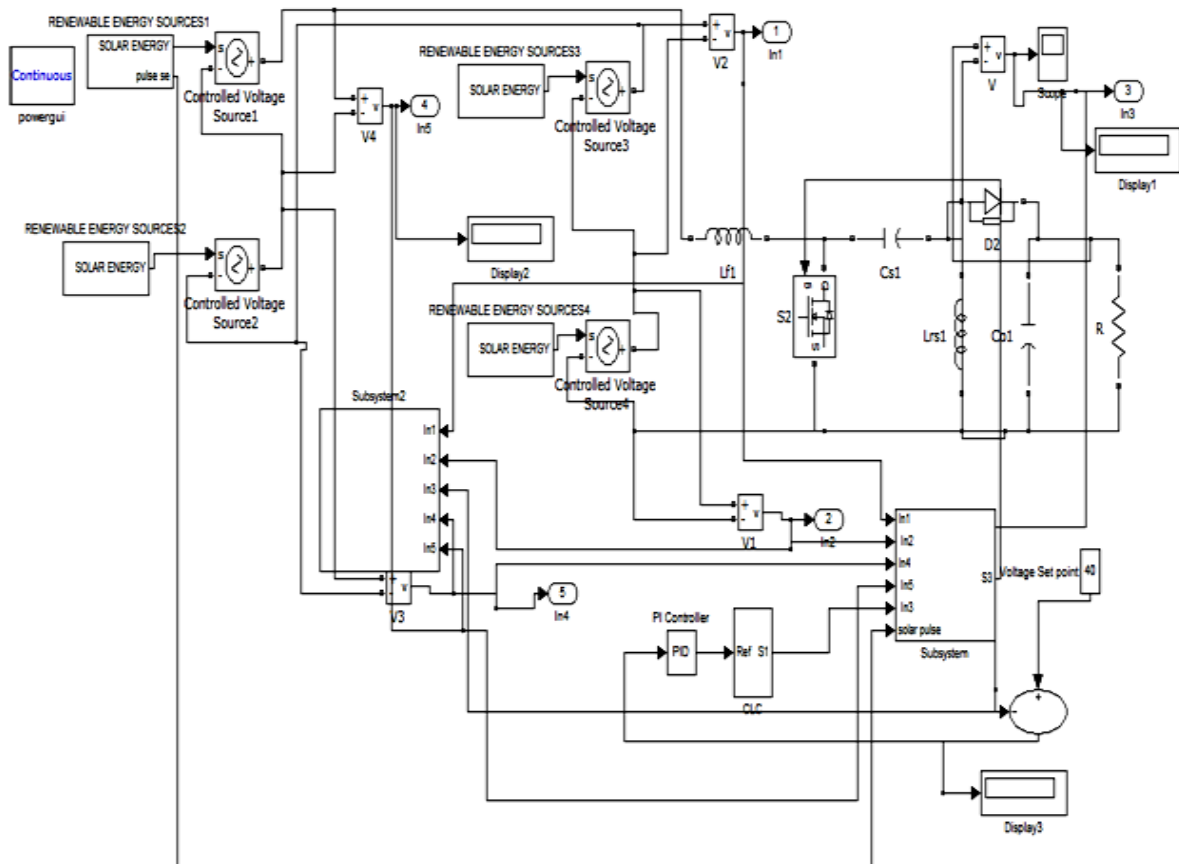 RENEWABLE ENERGY SOURCES1
SOLAR ENERGY
pulse se
Continuous
powergui
s
-
+
Controlled Voltage
Source1
RENEWABLE ENERGY SOURCES2
SOLAR ENERGY
s
-
+
Controlled Voltage
Source2
+
-
v
V4
4
In5
RENEWABLE ENERGY SOURCES3
SOLAR ENERGY
s
-
+
Controlled Voltage
Source3
+
-
v
V2
1
In1
+
-
v
V
Scope
3
In3
Display1
Display2
Lf1
Cs1
D2
S2
g
D
S
Lrs1
Cp1
R
RENEWABLE ENERGY SOURCES4
SOLAR ENERGY
s
-
+
Controlled Voltage
Source4
Subsystem2
In1
In2
In3
In4
In5
+
-
v
V3
5
In4
+
-
v
V1
2
In2
In1
In2
In4
In5
In3
solar pulse
S3
Subsystem
Voltage Set point
40
PI Controller
PID
Ref S1
CLC
+
-
Display3